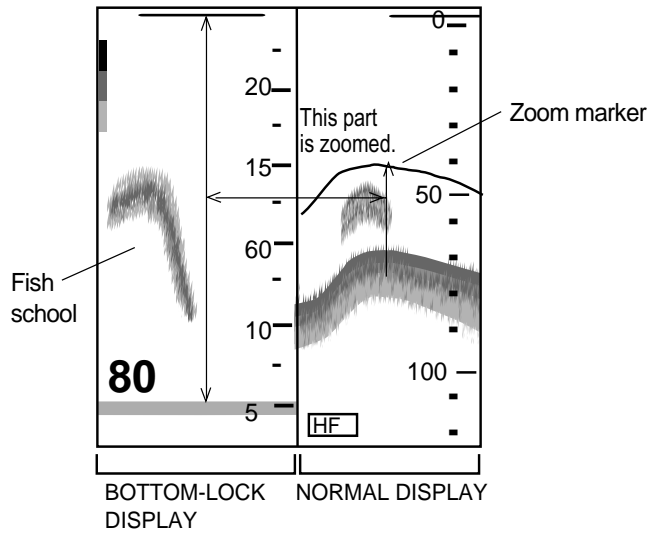 0
20
This part
is zoomed.
Zoom marker
15
50
60
Fish
school
10
80
100
5
HF
BOTTOM-LOCK
DISPLAY
NORMAL DISPLAY